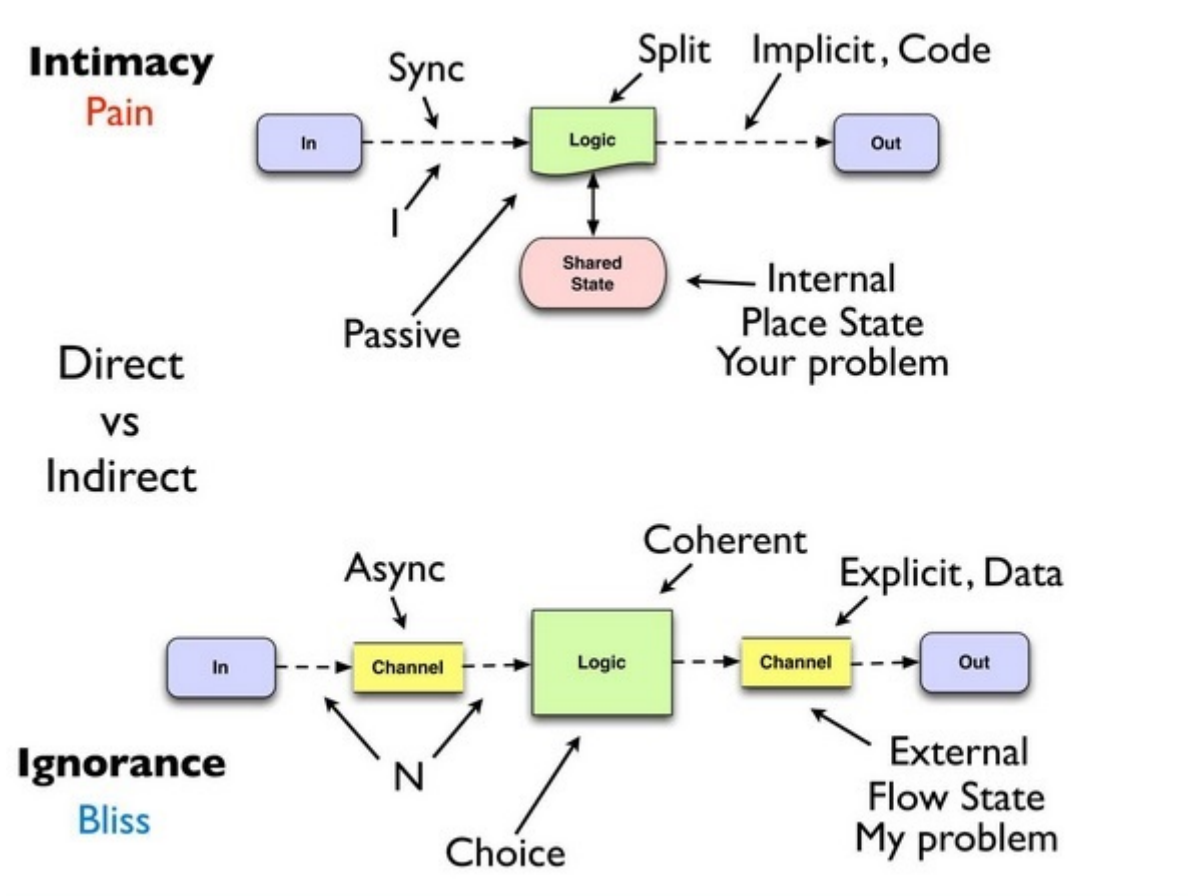 Intimacy
Pain
Sync
Split
Implicit, Code
In
Logic
Out
I
Shared
State
Passive
Internal
Place State
Your problem
Direct
vs
Indirect
Coherent
Async
Explicit, Data
In
Channel
Logic
Channel
Out
N
Ignorance
Bliss
External
Flow State
My problem
Choice